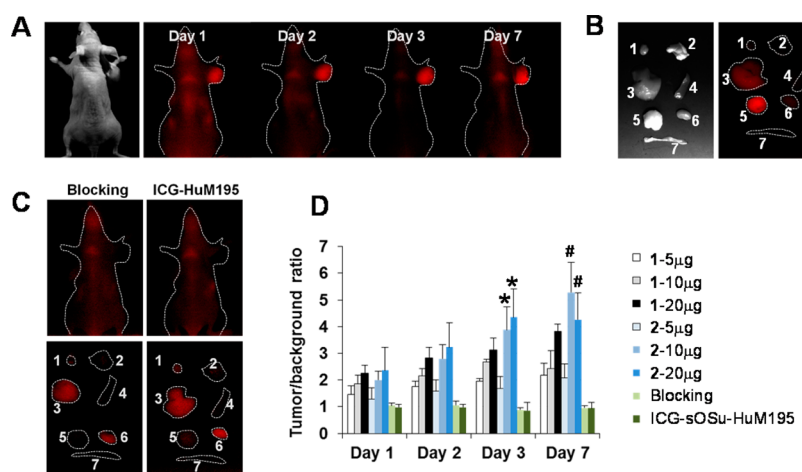 A
Day 1 Day 2 Day 3 Day 7
B
1 2
3 4
5 6
7
1 2
3 4
5 6
7
C
Blocking ICG-HuM195
1 2
3 4
5 6
7
1 2
3 4
5 6
7
D
Tumor/background ratio
7
6
5
4
3
2
1
0
* * # #
Day 1 Day 2 Day 3 Day 7
1-5µg
1-10µg
1-20µg
2-5µg
2-10µg
2-20µg
Blocking
ICG-sOSu-HuM195